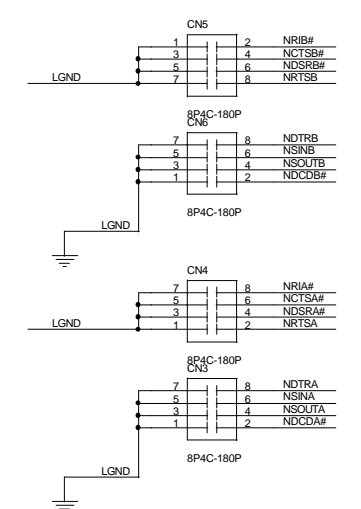 CN5
1 2 NRIB#
3 4 NCTSB#
5 6 NDSRB#
LGND 7 8 NRTSB
8P4C-180P
CN6
7 8 NDTRB
5 6 NSINB
3 4 NSOUTB
1 2 NDCDB#
8P4C-180P
LGND
CN4
7 8 NRIA#
5 6 NCTSA#
3 4 NDSRA#
LGND 1 2 NRTSA
8P4C-180P
CN3
7 8 NDTRA
5 6 NSINA
3 4 NSOUTA
1 2 NDCDA#
8P4C-180P
LGND